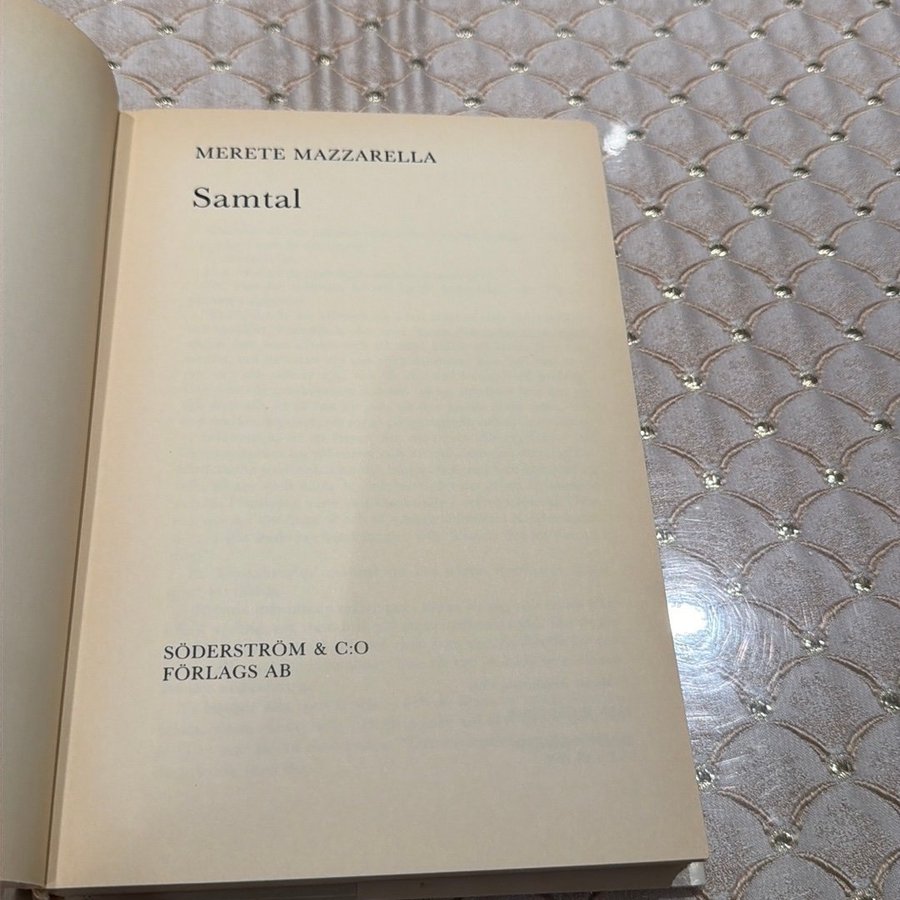 MERETE MAZZARELLA
Samtal
SÖDERSTRÖM & C:O
FÖRLAGS AB